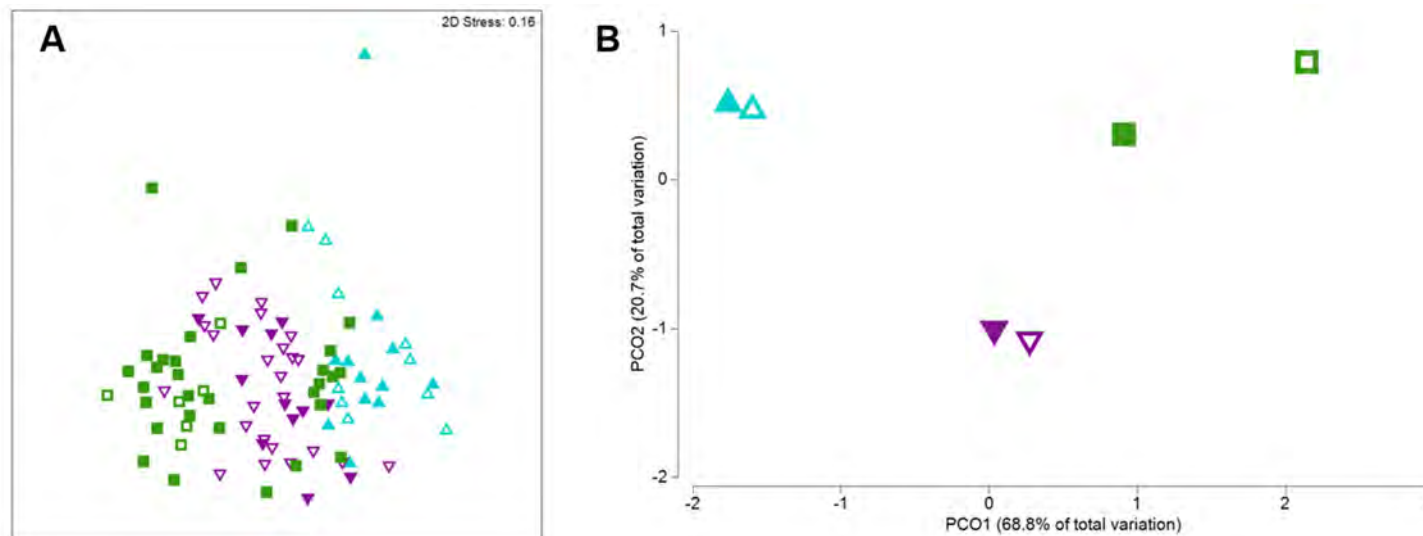 A
2D Stress: 0.16
B
PCO2 (20.7% of total variation)
1
0
-1
-2
-2
-1
0
1
2
PCO1 (68.8% of total variation)